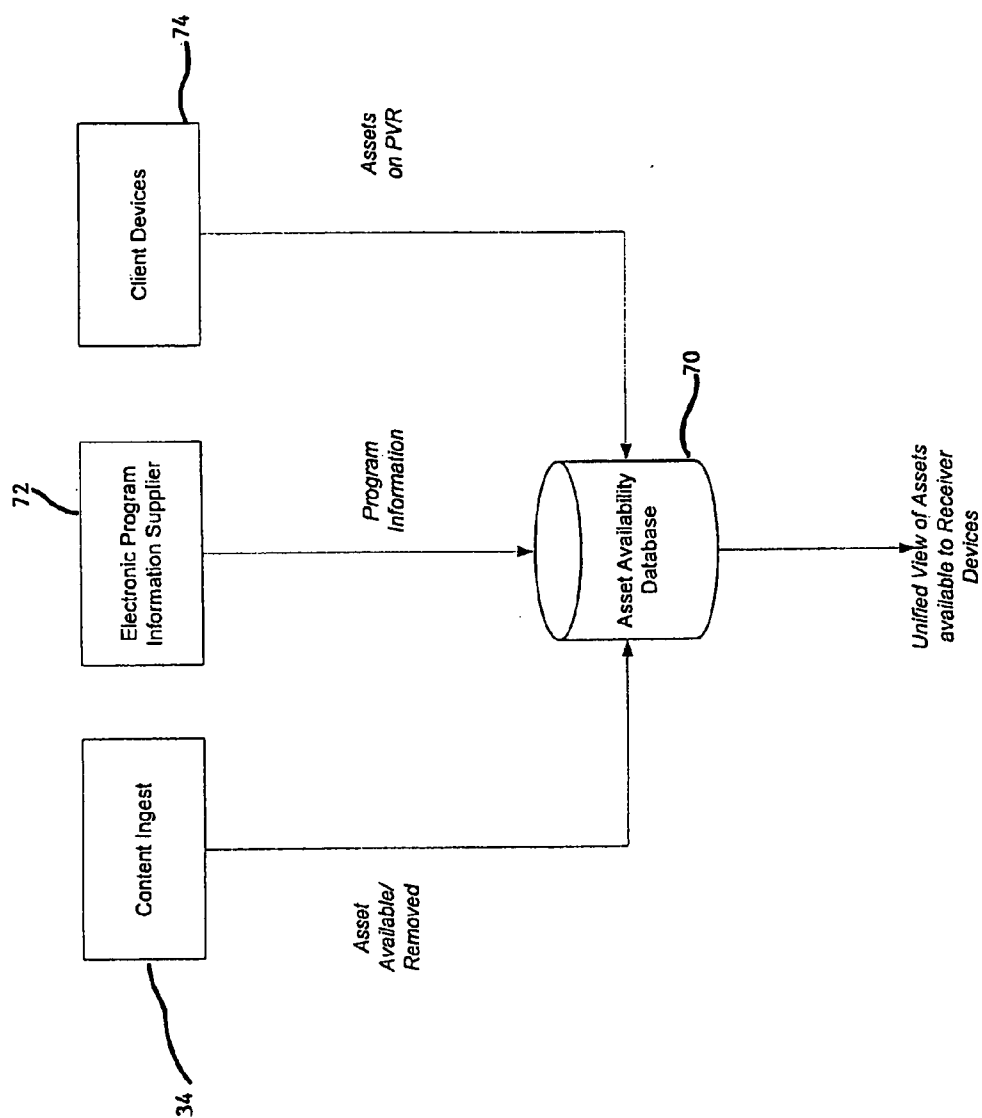 72
74
34
Content Ingest
Electronic Program
Information Supplier
Client Devices
Asset
Available/
Removed
Program
Information
Assets
on PVR
70
Asset Availability
Database
Unified View of Assets
available to Receiver
Devices